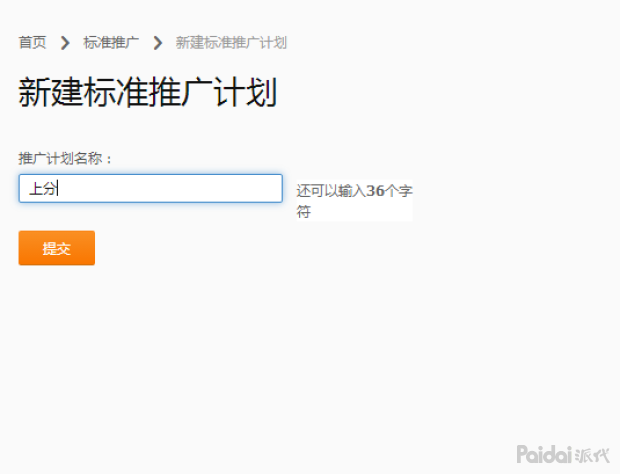 首页 > 标准推广 > 新建标准推广计划
新建标准推广计划
推广计划名称：
上分
还可以输入36个字
符
提交
Paidai派代